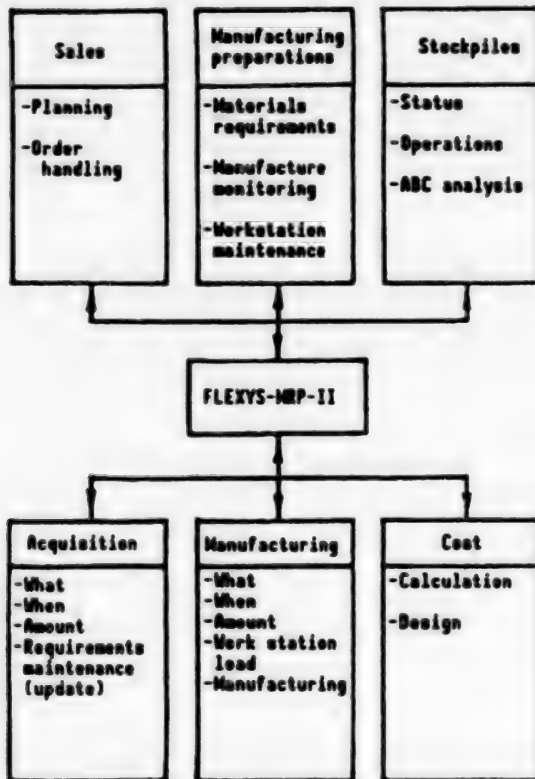 Sales
-Planning
-Order
handling
Manufacturing
preparations
-Materials
requirements
-Manufacture
monitoring
-Workstation
maintenance
Stockpiles
-Status
-Operations
-ABC analysis
FLEXYS-MRP-II
Acquisition
-What
-When
-Amount
-Requirements
maintenance
(update)
Manufacturing
-What
-When
-Amount
-Work station
load
-Manufacturing
Cost
-Calculation
-Design